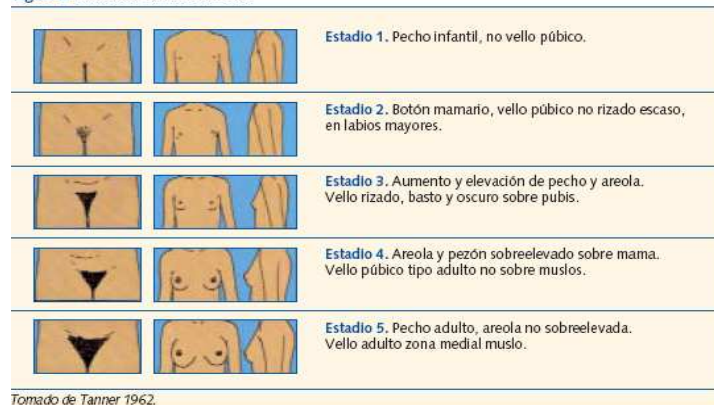 Estadio 1. Pecho infantil, no vello púbico.
Estadio 2. Botón mamario, vello púbico no rizado escaso,
en labios mayores.
Estadio 3. Aumento y elevación de pecho y areola.
Vello rizado, basto y oscuro sobre pubis.
Estadio 4. Areola y pezón sobreelevado sobre mama.
Vello púbico tipo adulto no sobre muslos.
Estadio 5. Pecho adulto, areola no sobreelevada.
Vello adulto zona medial muslo.
Tomado de Tanner 1962.